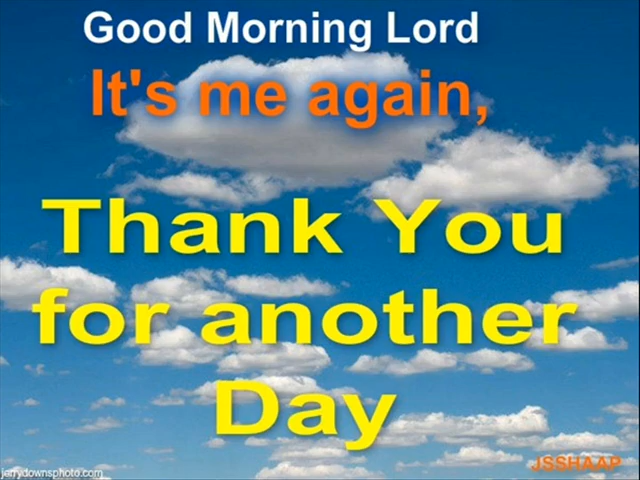 Good Morning Lord
It's me again,
Thank You
for another
Day
JSSHAAP
jerrydownsphoto.com